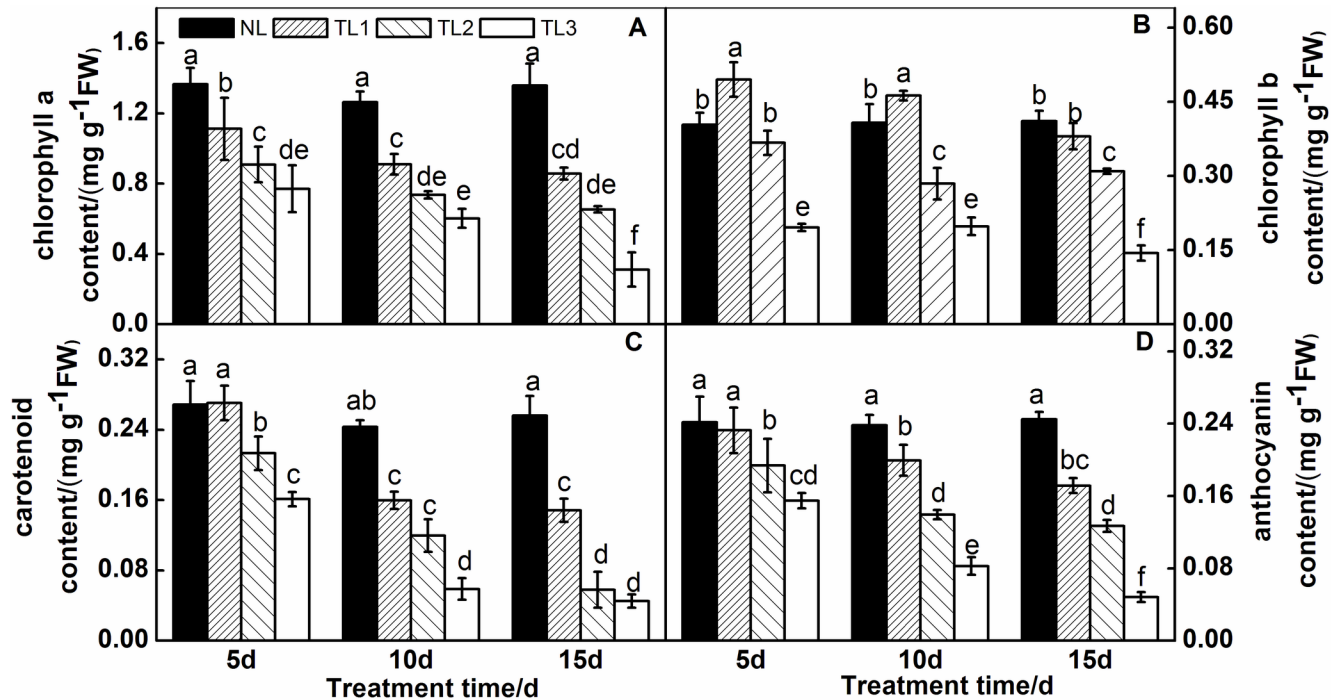 NL TL1 TL2 TL3 A
chlorophyll a
content/(mg g⁻¹FW)
1.6
1.2
0.8
0.4
0.0
a b c de
a c de e
a cd de f
B
chlorophyll b
content/(mg g⁻¹FW)
0.60
0.45
0.30
0.15
0.00
b a b e
b a c e
b b c f
C
carotenoid
content/(mg g⁻¹FW)
0.32
0.24
0.16
0.08
0.00
a a b c
ab c c d
a c d d
5d 10d 15d
Treatment time/d
D
anthocyanin
content/(mg g⁻¹FW)
0.32
0.24
0.16
0.08
0.00
a a b cd
a b d e
a bc d f
5d 10d 15d
Treatment time/d